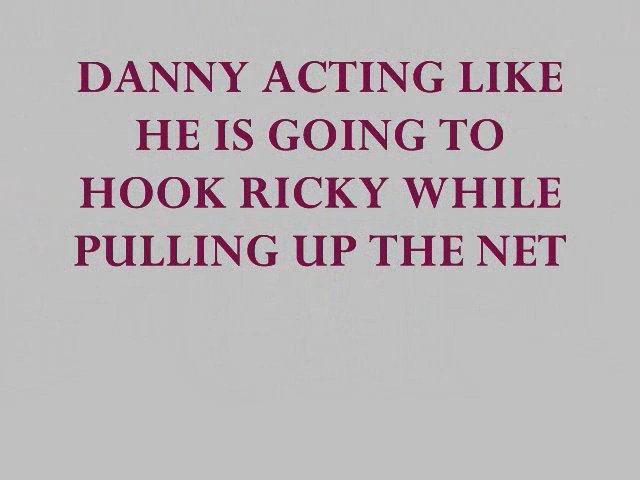 DANNY ACTING LIKE
HE IS GOING TO
HOOK RICKY WHILE
PULLING UP THE NET